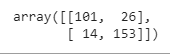 array([[101,  26],
       [ 14, 153]])